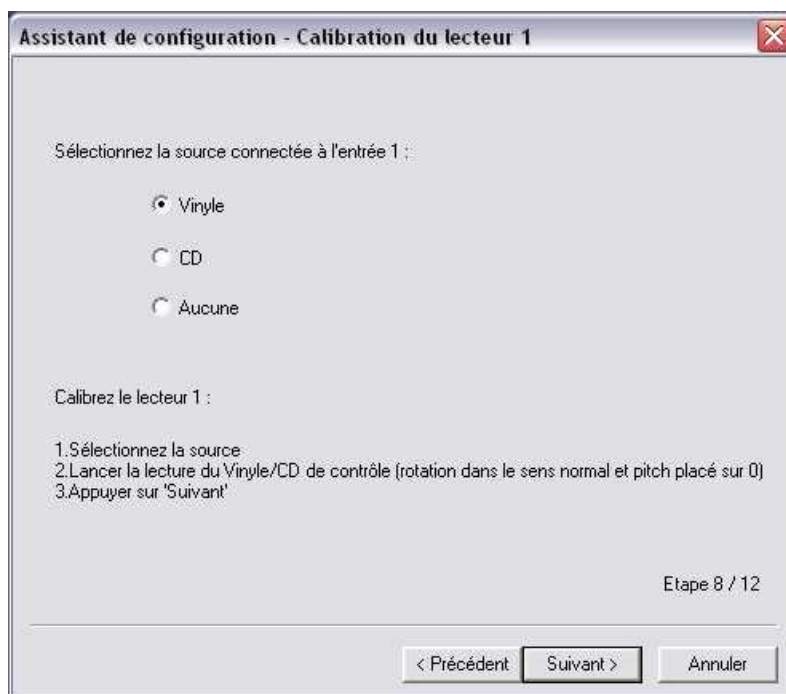 Assistant de configuration - Calibration du lecteur 1
Sélectionnez la source connectée à l'entrée 1 :
Vinyle
CD
Aucune
Calibrez le lecteur 1 :
1.Sélectionnez la source
2.Lancer la lecture du Vinyle/CD de contrôle (rotation dans le sens normal et pitch placé sur 0)
3.Appuyer sur 'Suivant'
Etape 8 / 12
< Précédent
Suivant >
Annuler